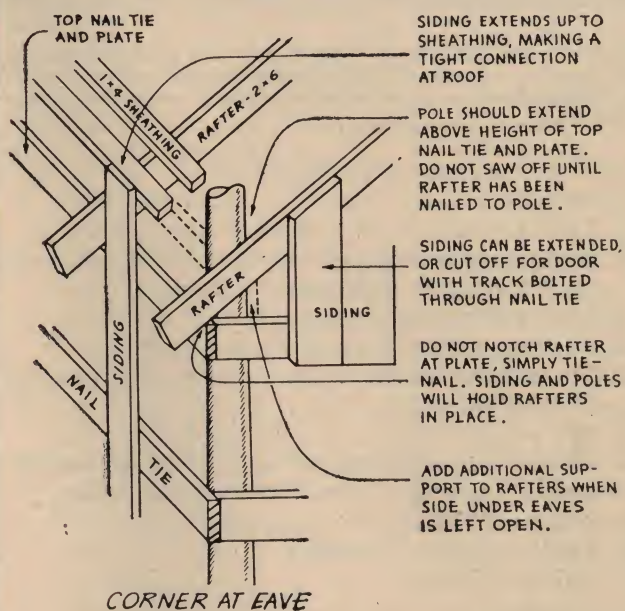 TOP NAIL TIE
AND PLATE
SIDING EXTENDS UP TO
SHEATHING, MAKING A
TIGHT CONNECTION
AT ROOF
1×4 SHEATHING
RAFTER-2×6
POLE SHOULD EXTEND
ABOVE HEIGHT OF TOP
NAIL TIE AND PLATE.
DO NOT SAW OFF UNTIL
RAFTER HAS BEEN
NAILED TO POLE.
SIDING CAN BE EXTENDED,
OR CUT OFF FOR DOOR
WITH TRACK BOLTED
THROUGH NAIL TIE
RAFTER
SIDING
SIDING
DO NOT NOTCH RAFTER
AT PLATE, SIMPLY TIE-
NAIL. SIDING AND POLES
WILL HOLD RAFTERS
IN PLACE.
NAIL
TIE
ADD ADDITIONAL SUP-
PORT TO RAFTERS WHEN
SIDE UNDER EAVES
IS LEFT OPEN.
CORNER AT EAVE